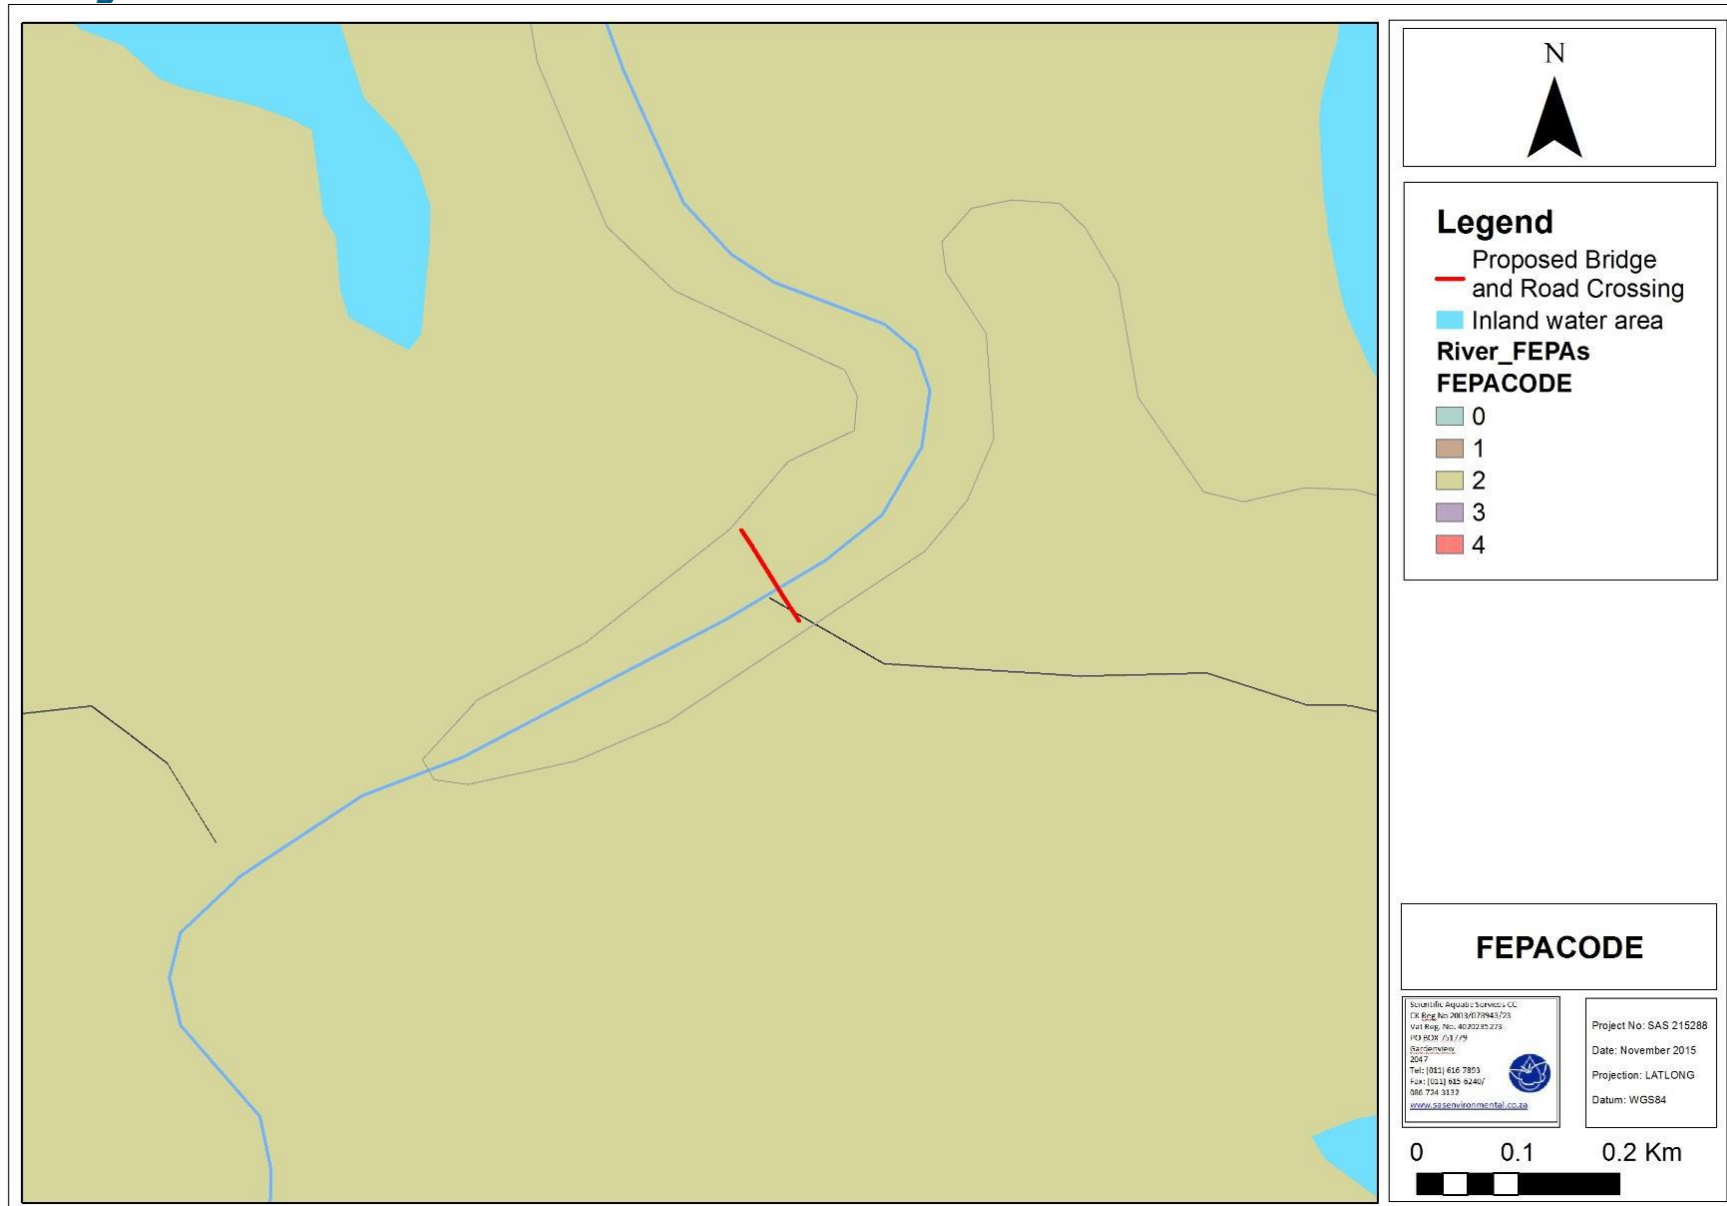 N
Legend
Proposed Bridge
and Road Crossing
Inland water area
River_FEPAs
FEPACODE
0
1
2
3
4
FEPACODE
Scientific Aquatic Services CC
CK Reg No 2003/078943/23
Vat Reg. No. 4020235273
PO BOX 751779
Gardenview
2047
Tel: (011) 616 7893
Fax: (011) 615 6240/
086 724 3132
www.sasenvironmental.co.za
Project No: SAS 215288
Date: November 2015
Projection: LATLONG
Datum: WGS84
0 0.1 0.2 Km